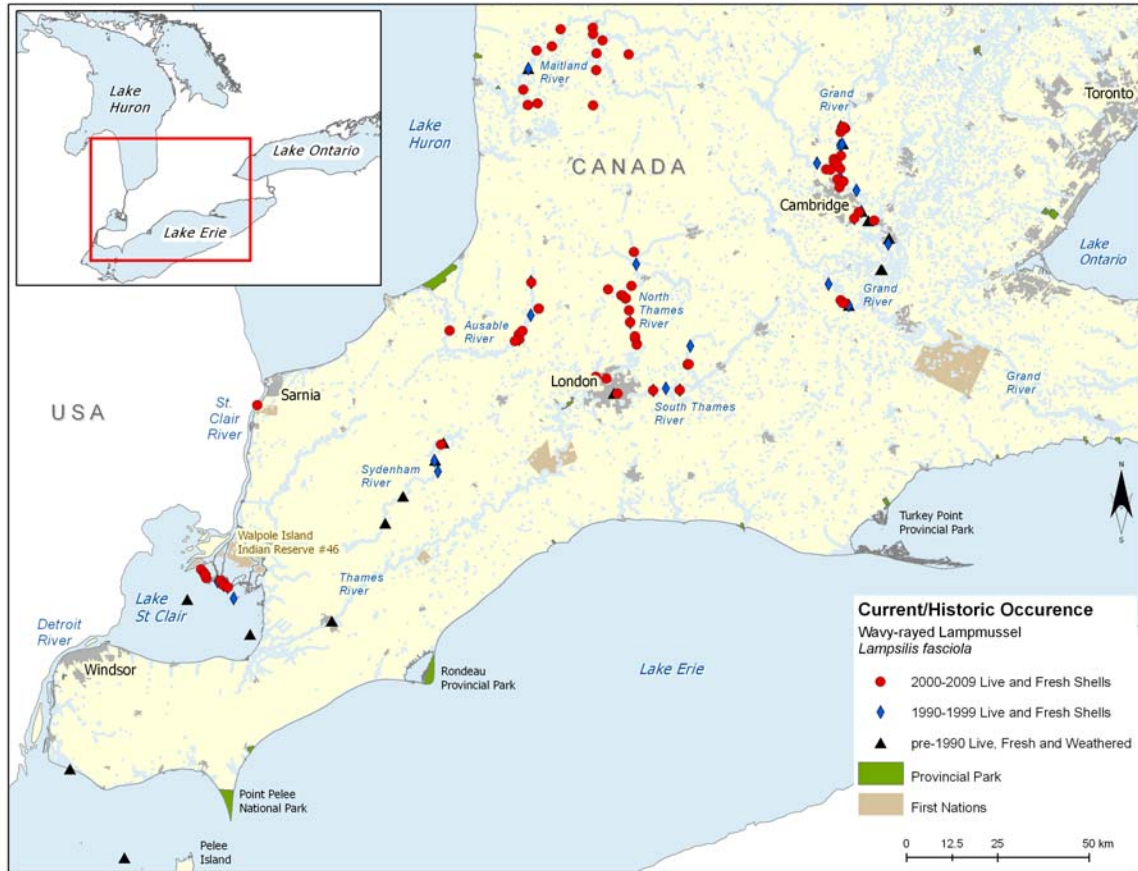 Lake
Huron
Lake Ontario
Lake Erie
Maitland
River
Lake
Huron
CANADA
Grand
River
Toronto
Cambridge
Lake
Ontario
Grand
River
North
Thames
River
Ausable
River
London
South Thames
River
Grand
River
USA
Sarnia
St.
Clair
River
Sydenham
River
N
S
Turkey Point
Provincial Park
Walpole Island
Indian Reserve #46
Thames
River
Lake
St Clair
Detroit
River
Windsor
Rondeau
Provincial Park
Lake Erie
Point Pelee
National Park
Pelee
Island
Current/Historic Occurence
Wavy-rayed Lampmussel
Lampsilis fasciola
2000-2009 Live and Fresh Shells
1990-1999 Live and Fresh Shells
pre-1990 Live, Fresh and Weathered
Provincial Park
First Nations
0 12.5 25 50 km